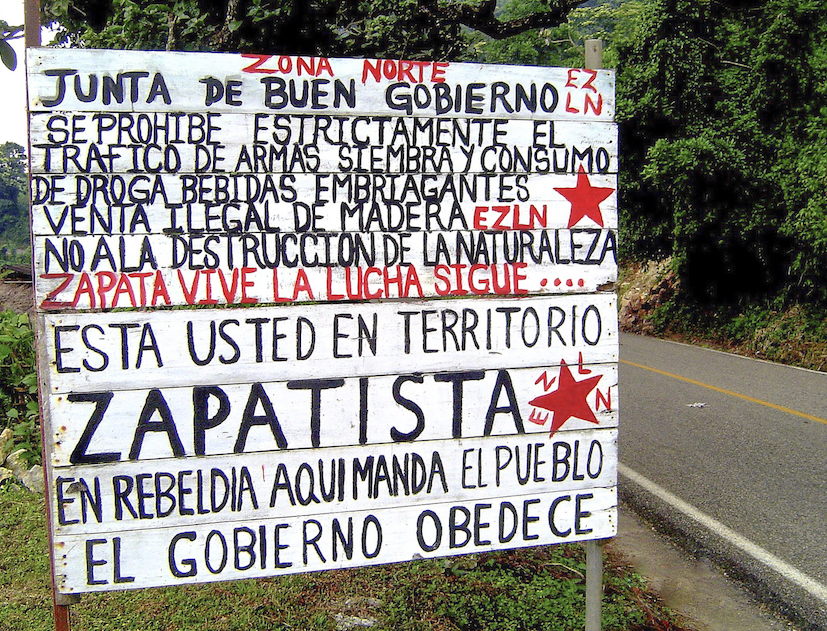 ZONA NORTE
JUNTA DE BUEN GOBIERNO EZ
LN
SE PROHIBE ESTRICTAMENTE EL
TRAFICO DE ARMAS SIEMBRA Y CONSUMO
DE DROGA BEBIDAS EMBRIAGANTES
VENTA ILEGAL DE MADERA EZLN
NO A LA DESTRUCCION DE LA NATURALEZA
ZAPATA VIVE LA LUCHA SIGUE ....
ESTA USTED EN TERRITORIO
ZAPATISTA EZLN
EN REBELDIA AQUI MANDA EL PUEBLO
EL GOBIERNO OBEDECE